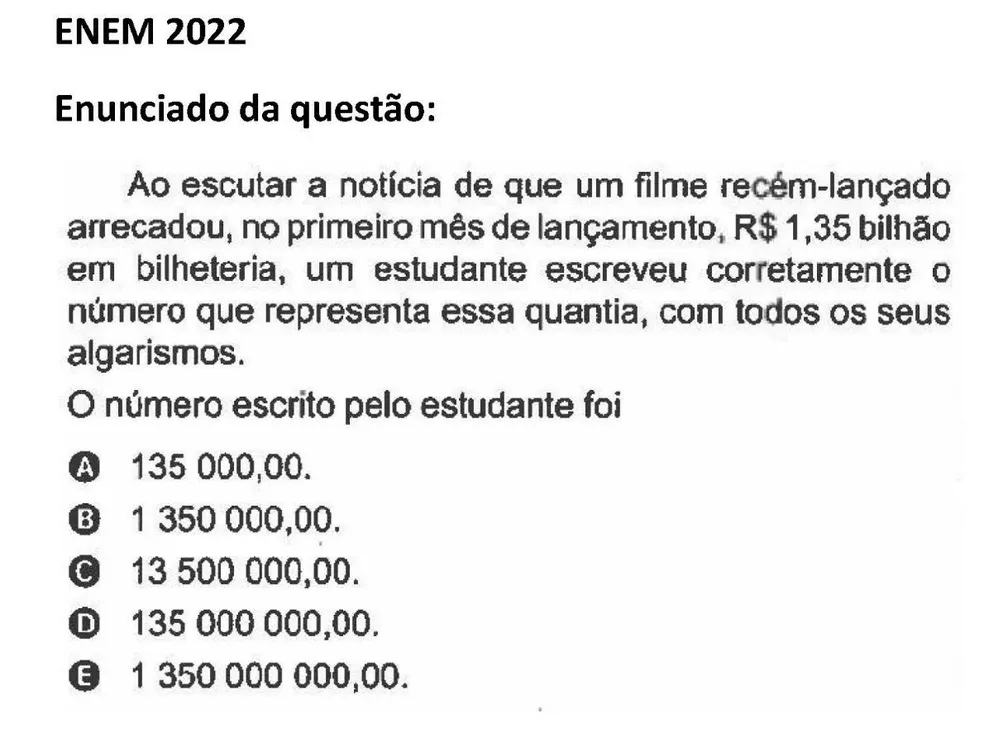 ENEM 2022
Enunciado da questão:
Ao escutar a notícia de que um filme recém-lançado
arrecadou, no primeiro mês de lançamento, R$ 1,35 bilhão
em bilheteria, um estudante escreveu corretamente o
número que representa essa quantia, com todos os seus
algarismos.
O número escrito pelo estudante foi
A 135 000,00.
B 1 350 000,00.
C 13 500 000,00.
D 135 000 000,00.
E 1 350 000 000,00.